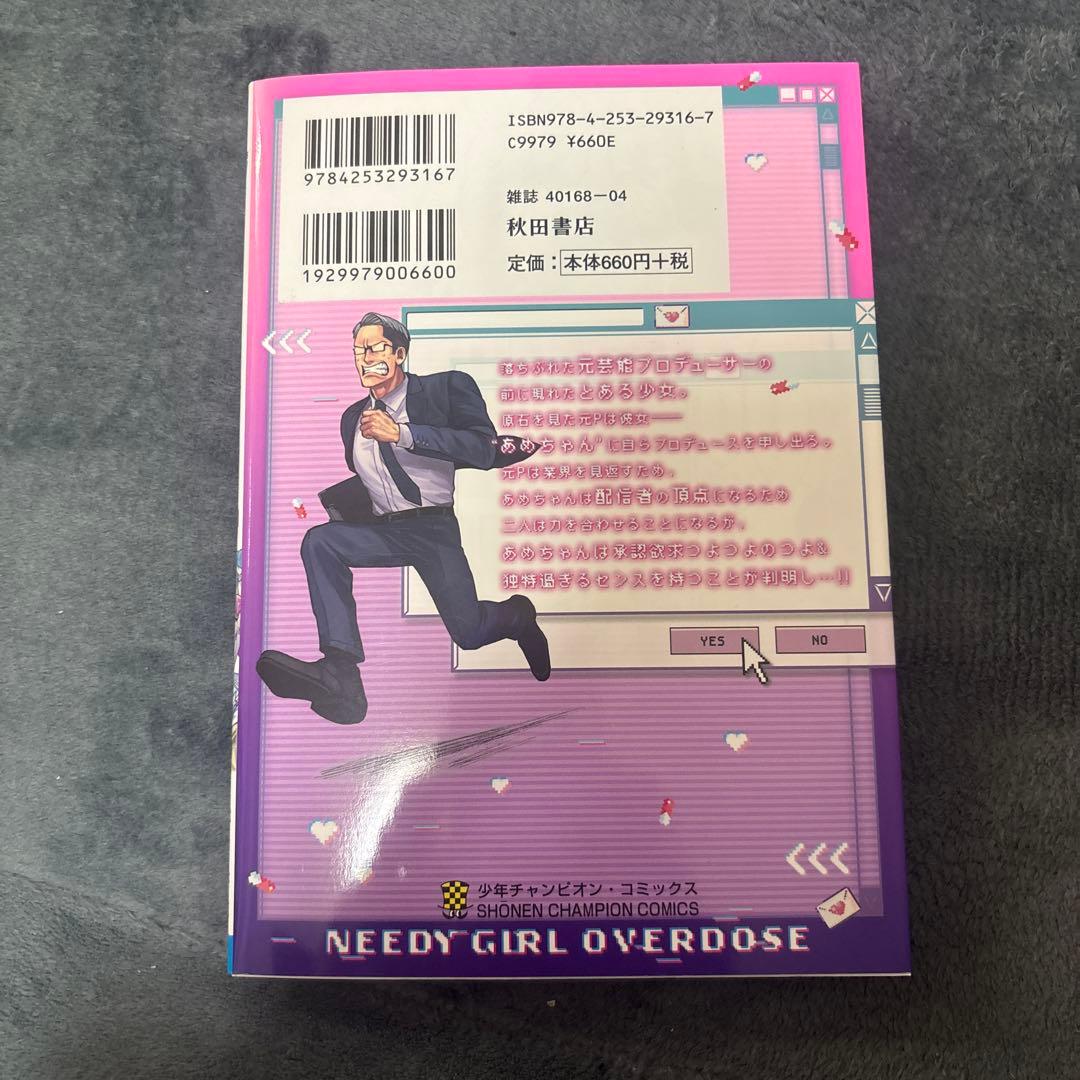 9784253293167
1929979006600
ISBN978-4-253-29316-7
C9979 ¥660E
雑誌 40168-04
秋田書店
定価:本体660円+税
落ちぶれた元芸能プロデューサーの
前に現れたとある少女。
原石を見た元Pは彼女――
"あめちゃん"に自らプロデュースを申し出る。
元Pは業界を見返すため、
あめちゃんは配信者の頂点になるため
二人は力を合わせることになるが、
あめちゃんは承認欲求つよつよのつよ&
独特過ぎるセンスを持つことが判明し…!!
YES
NO
少年チャンピオン・コミックス
SHŌNEN CHAMPION COMICS
NEEDY GIRL OVERDOSE